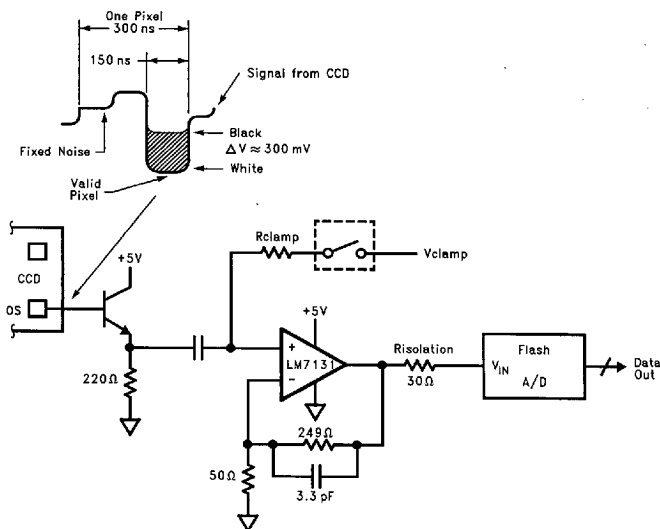 One Pixel
300 ns
150 ns
Signal from CCD
Black
Δ V ≈ 300 mV
White
Fixed Noise
Valid
Pixel
Rclamp
Vclamp
+5V
CCD
OS
+5V
+
LM7131
−
Risolation
30Ω
VIN
Flash
A/D
Data
Out
220Ω
249Ω
50Ω
3.3 pF